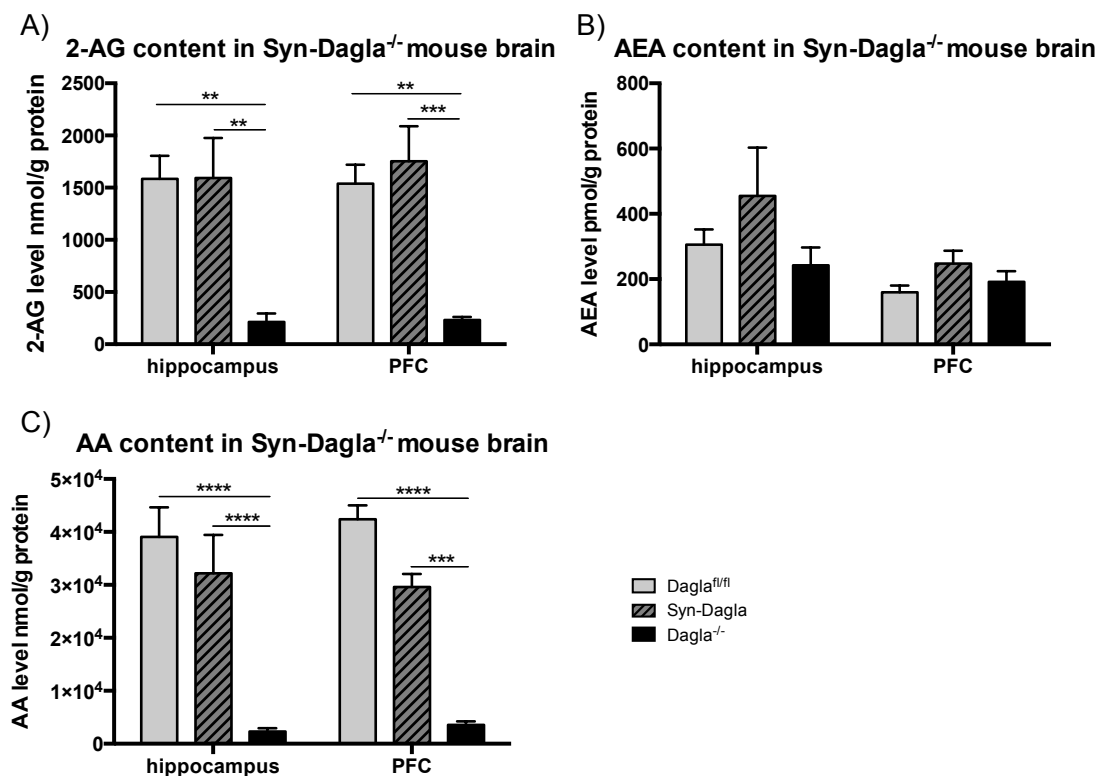 A)
2-AG content in Syn-Dagla-/- mouse brain
2-AG level nmol/g protein
2500
2000
1500
1000
500
0
**
**
**
***
hippocampus
PFC
B)
AEA content in Syn-Dagla-/- mouse brain
AEA level pmol/g protein
800
600
400
200
0
hippocampus
PFC
C)
AA content in Syn-Dagla-/- mouse brain
AA level nmol/g protein
5×10⁴
4×10⁴
3×10⁴
2×10⁴
1×10⁴
0
****
****
****
***
hippocampus
PFC
Daglafl/fl
Syn-Dagla
Dagla-/-